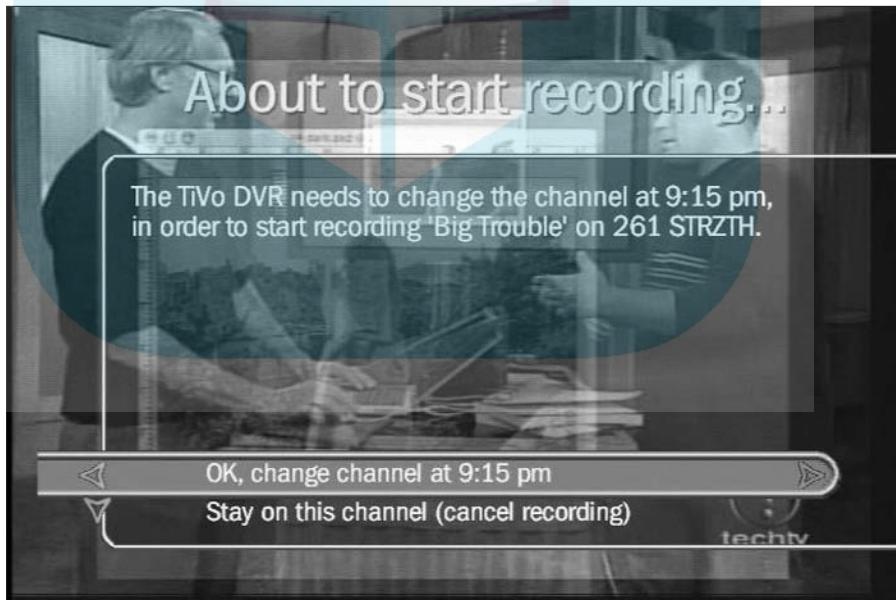 About to start recording...
The TiVo DVR needs to change the channel at 9:15 pm,
in order to start recording 'Big Trouble' on 261 STRZTH.
OK, change channel at 9:15 pm
Stay on this channel (cancel recording)
techtv